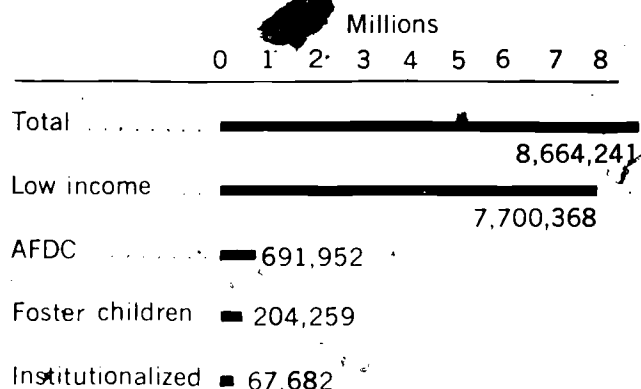 Millions
0 1 2 3 4 5 6 7 8
Total ........
8,664,241
Low income ..
7,700,368
AFDC ........ 691,952
Foster children 204,259
Institutionalized 67,682